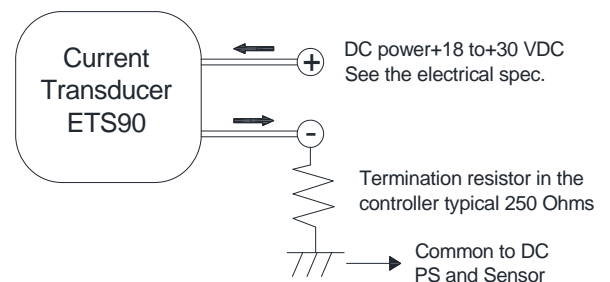 Current
Transducer
ETS90
+
DC power+18 to+30 VDC
See the electrical spec.
-
Termination resistor in the
controller typical 250 Ohms
Common to DC
PS and Sensor